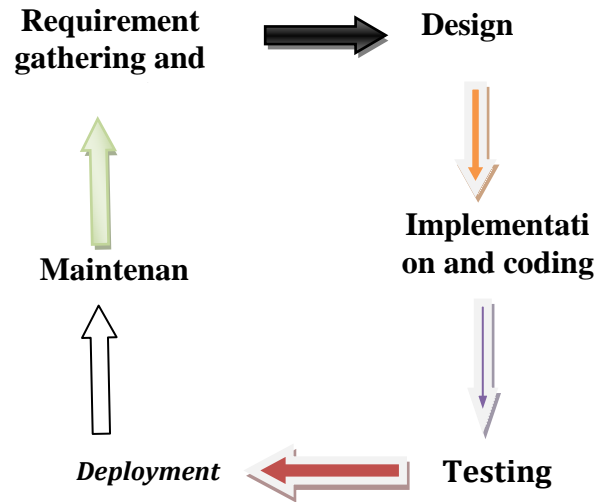 Requirement
gathering and
Design
Implementati
on and coding
Testing
Deployment
Maintenan